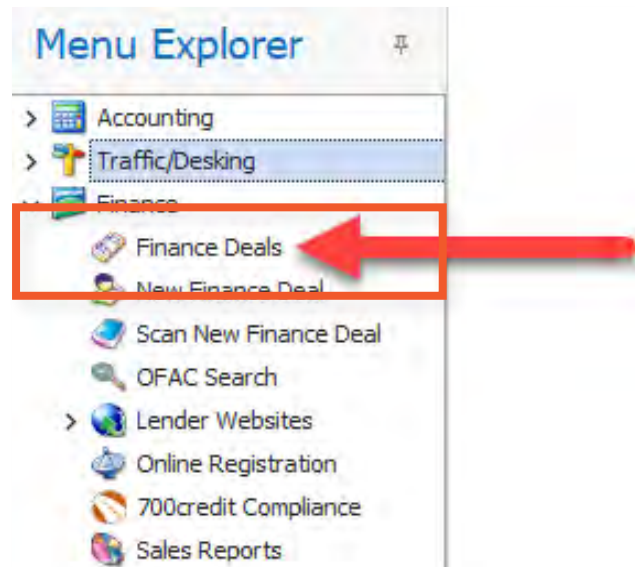 Menu Explorer
Accounting
Traffic/Desking
Finance
Finance Deals
New Finance Deal
Scan New Finance Deal
OFAC Search
Lender Websites
Online Registration
700credit Compliance
Sales Reports